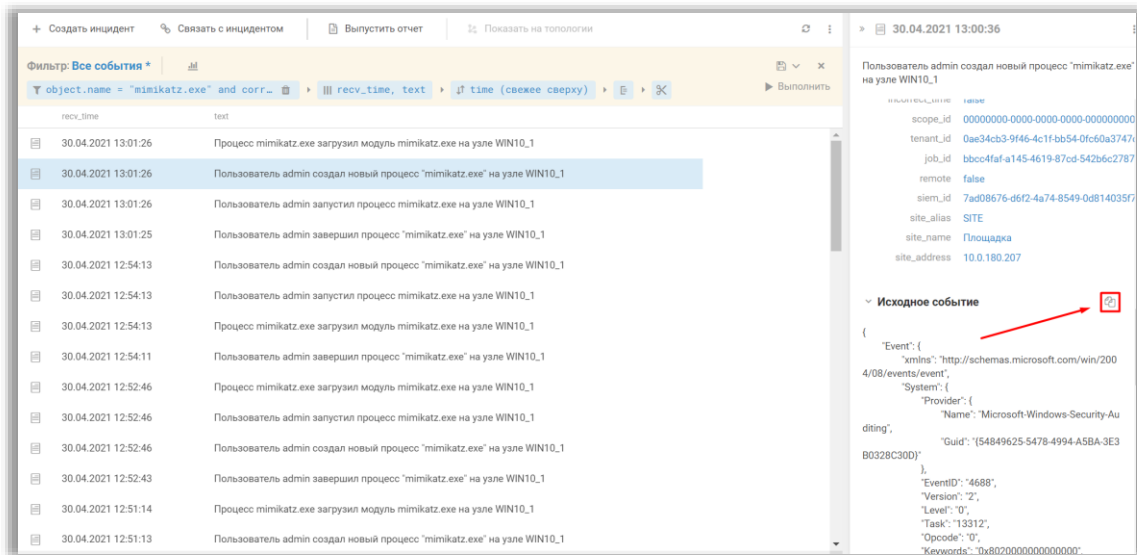 + Создать инцидент Связать с инцидентом Выпустить отчет Показать на топологии
Фильтр: Все события *
object.name = "mimikatz.exe" and corr… recv_time, text time (свежее сверху) Выполнить
recv_time text
30.04.2021 13:01:26 Процесс mimikatz.exe загрузил модуль mimikatz.exe на узле WIN10_1
30.04.2021 13:01:26 Пользователь admin создал новый процесс "mimikatz.exe" на узле WIN10_1
30.04.2021 13:01:26 Пользователь admin запустил процесс mimikatz.exe на узле WIN10_1
30.04.2021 13:01:25 Пользователь admin завершил процесс "mimikatz.exe" на узле WIN10_1
30.04.2021 12:54:13 Пользователь admin создал новый процесс "mimikatz.exe" на узле WIN10_1
30.04.2021 12:54:13 Пользователь admin запустил процесс mimikatz.exe на узле WIN10_1
30.04.2021 12:54:13 Процесс mimikatz.exe загрузил модуль mimikatz.exe на узле WIN10_1
30.04.2021 12:54:11 Пользователь admin завершил процесс "mimikatz.exe" на узле WIN10_1
30.04.2021 12:52:46 Процесс mimikatz.exe загрузил модуль mimikatz.exe на узле WIN10_1
30.04.2021 12:52:46 Пользователь admin запустил процесс mimikatz.exe на узле WIN10_1
30.04.2021 12:52:46 Пользователь admin создал новый процесс "mimikatz.exe" на узле WIN10_1
30.04.2021 12:52:43 Пользователь admin завершил процесс "mimikatz.exe" на узле WIN10_1
30.04.2021 12:51:14 Процесс mimikatz.exe загрузил модуль mimikatz.exe на узле WIN10_1
30.04.2021 12:51:13 Пользователь admin создал новый процесс "mimikatz.exe" на узле WIN10_1
» 30.04.2021 13:00:36
Пользователь admin создал новый процесс "mimikatz.exe"
на узле WIN10_1
incorrect_time false
scope_id 00000000-0000-0000-0000-000000000
tenant_id 0ae34cb3-9f46-4c1f-bb54-0fc60a3747
job_id bbcc4faf-a145-4619-87cd-542b6c2787
remote false
siem_id 7ad08676-d6f2-4a74-8549-0d814035f7
site_alias SITE
site_name Площадка
site_address 10.0.180.207
Исходное событие
{
"Event": {
"xmlns": "http://schemas.microsoft.com/win/200
4/08/events/event",
"System": {
"Provider": {
"Name": "Microsoft-Windows-Security-Au
diting",
"Guid": "{54849625-5478-4994-A5BA-3E3
B0328C30D}"
},
"EventID": "4688",
"Version": "2",
"Level": "0",
"Task": "13312",
"Opcode": "0",
"Keywords": "0x8020000000000000",